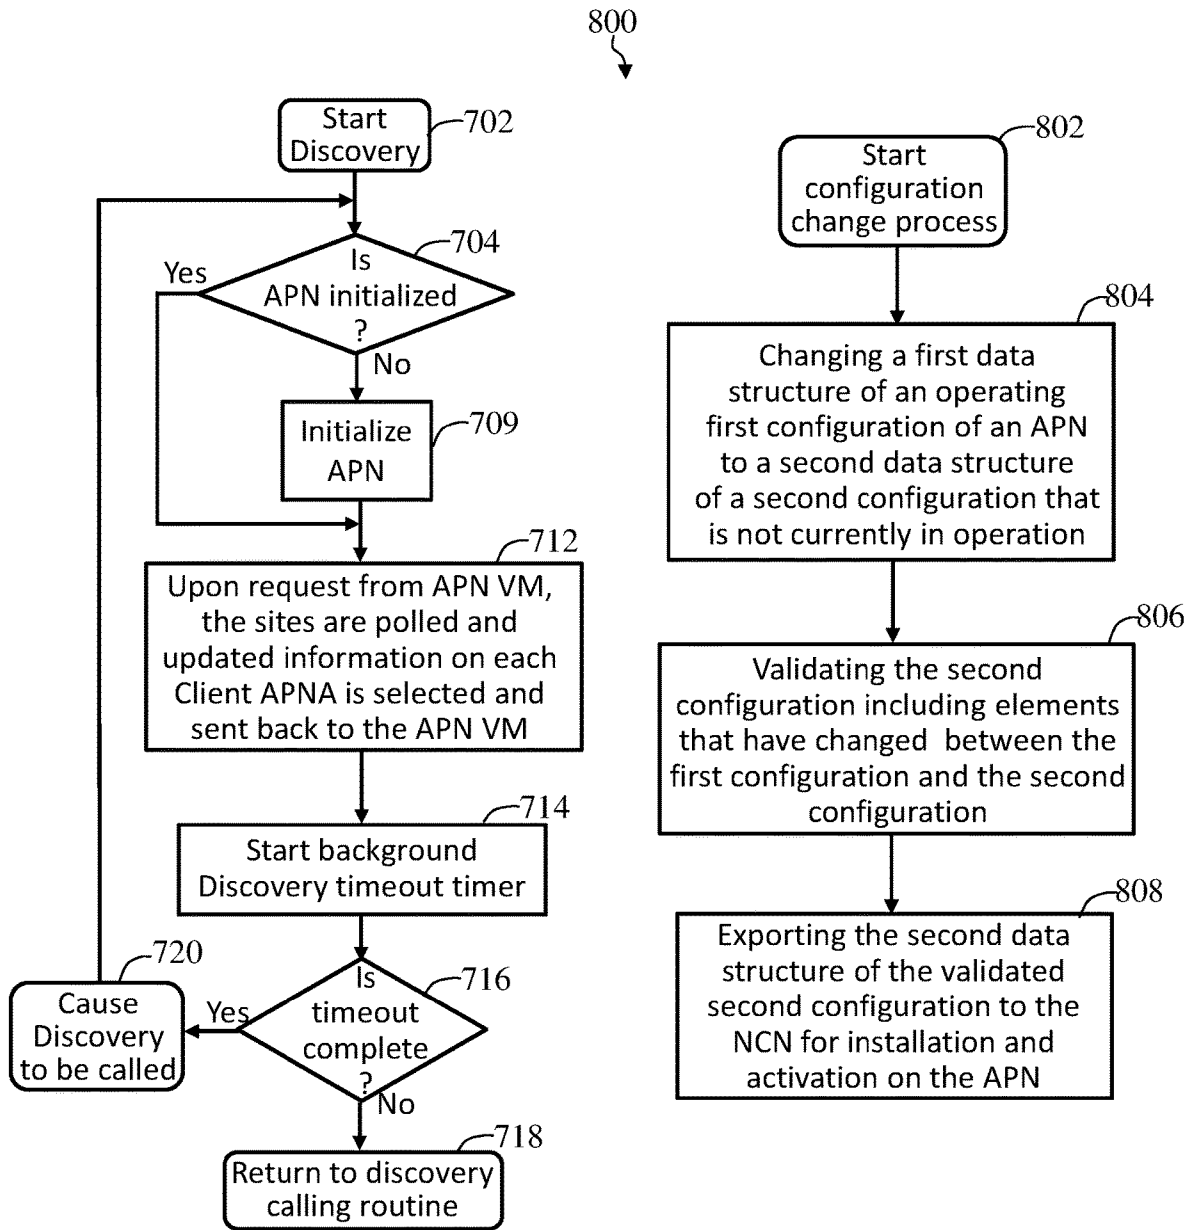 800
Start
Discovery
702
Is
APN initialized
?
704
Yes
No
Initialize
APN
709
712
Upon request from APN VM,
the sites are polled and
updated information on each
Client APNA is selected and
sent back to the APN VM
714
Start background
Discovery timeout timer
Is
timeout
complete
?
716
Yes
No
720
Cause
Discovery
to be called
718
Return to discovery
calling routine
802
Start
configuration
change process
804
Changing a first data
structure of an operating
first configuration of an APN
to a second data structure
of a second configuration that
is not currently in operation
806
Validating the second
configuration including elements
that have changed between the
first configuration and the second
configuration
808
Exporting the second data
structure of the validated
second configuration to the
NCN for installation and
activation on the APN